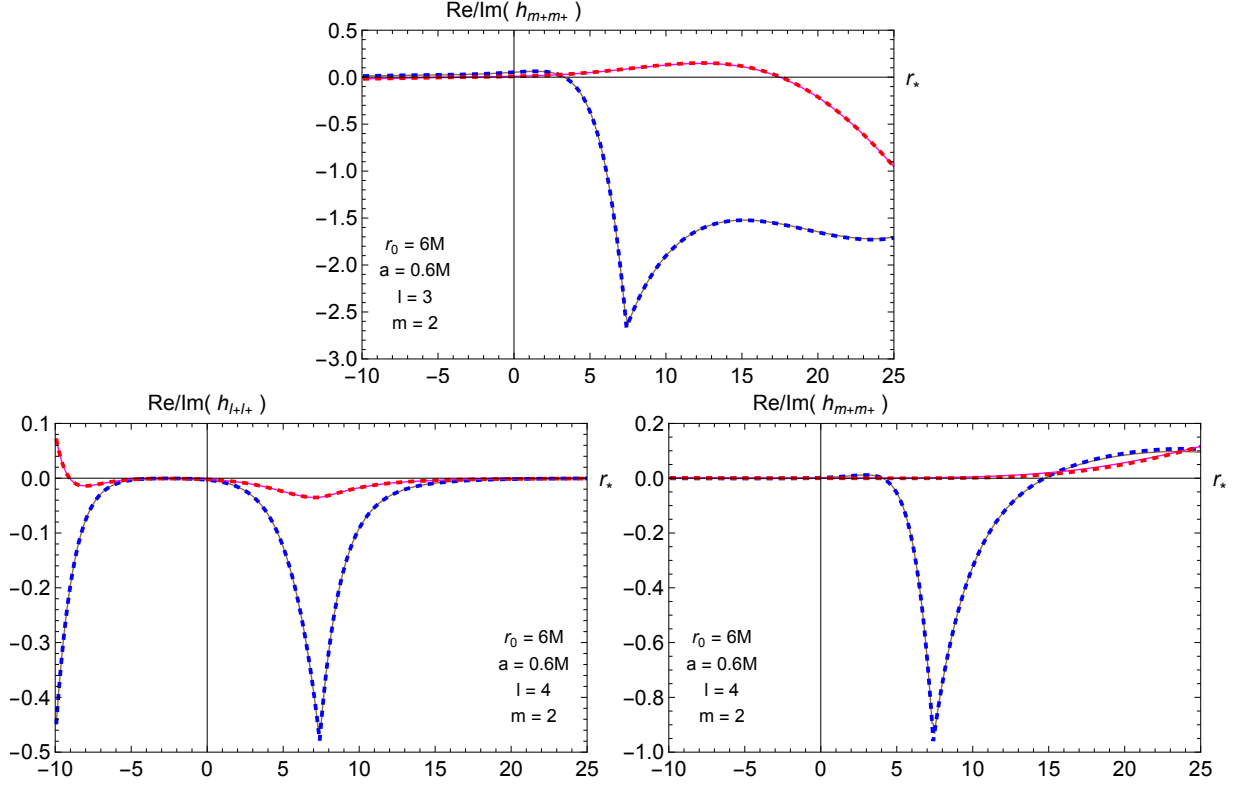 Re/Im( h_{m+m+} )
0.5
0.0
−0.5
−1.0
−1.5
−2.0
−2.5
−3.0
r_*
r_0 = 6M
a = 0.6M
l = 3
m = 2
−10 −5 0 5 10 15 20 25
Re/Im( h_{l+l+} )
0.1
0.0
−0.1
−0.2
−0.3
−0.4
−0.5
r_*
r_0 = 6M
a = 0.6M
l = 4
m = 2
−10 −5 0 5 10 15 20 25
Re/Im( h_{m+m+} )
0.2
0.0
−0.2
−0.4
−0.6
−0.8
−1.0
r_*
r_0 = 6M
a = 0.6M
l = 4
m = 2
−10 −5 0 5 10 15 20 25